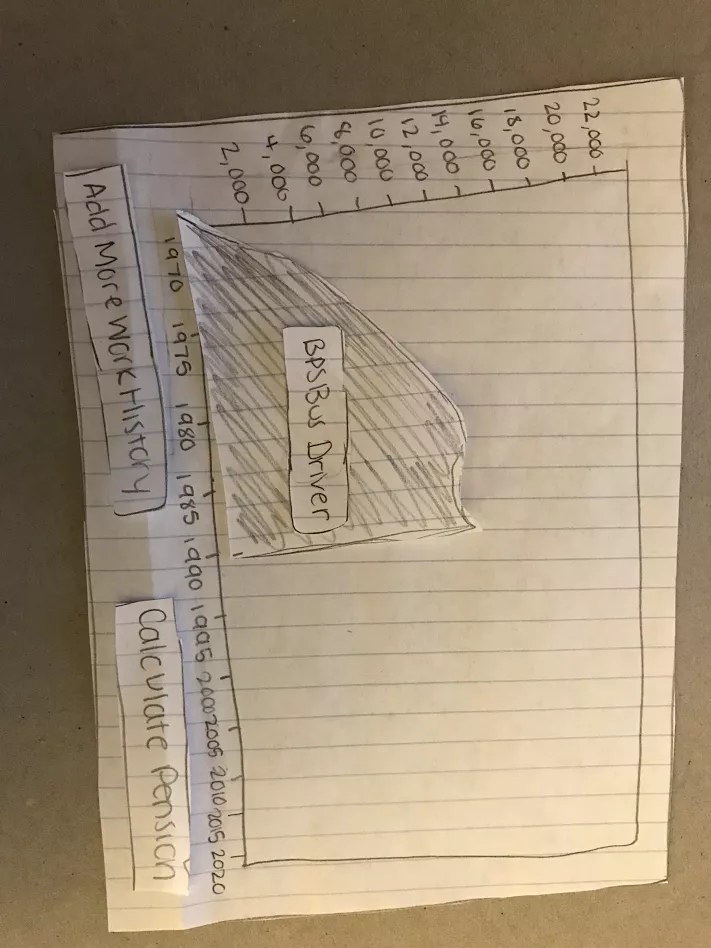 22,000
20,000
18,000
16,000
14,000
12,000
10,000
8,000
6,000
4,000
2,000
BPS Bus Driver
1970 1975 1980 1985 1990 1995 2000 2005 2010 2015 2020
Add More Work History
Calculate Pension